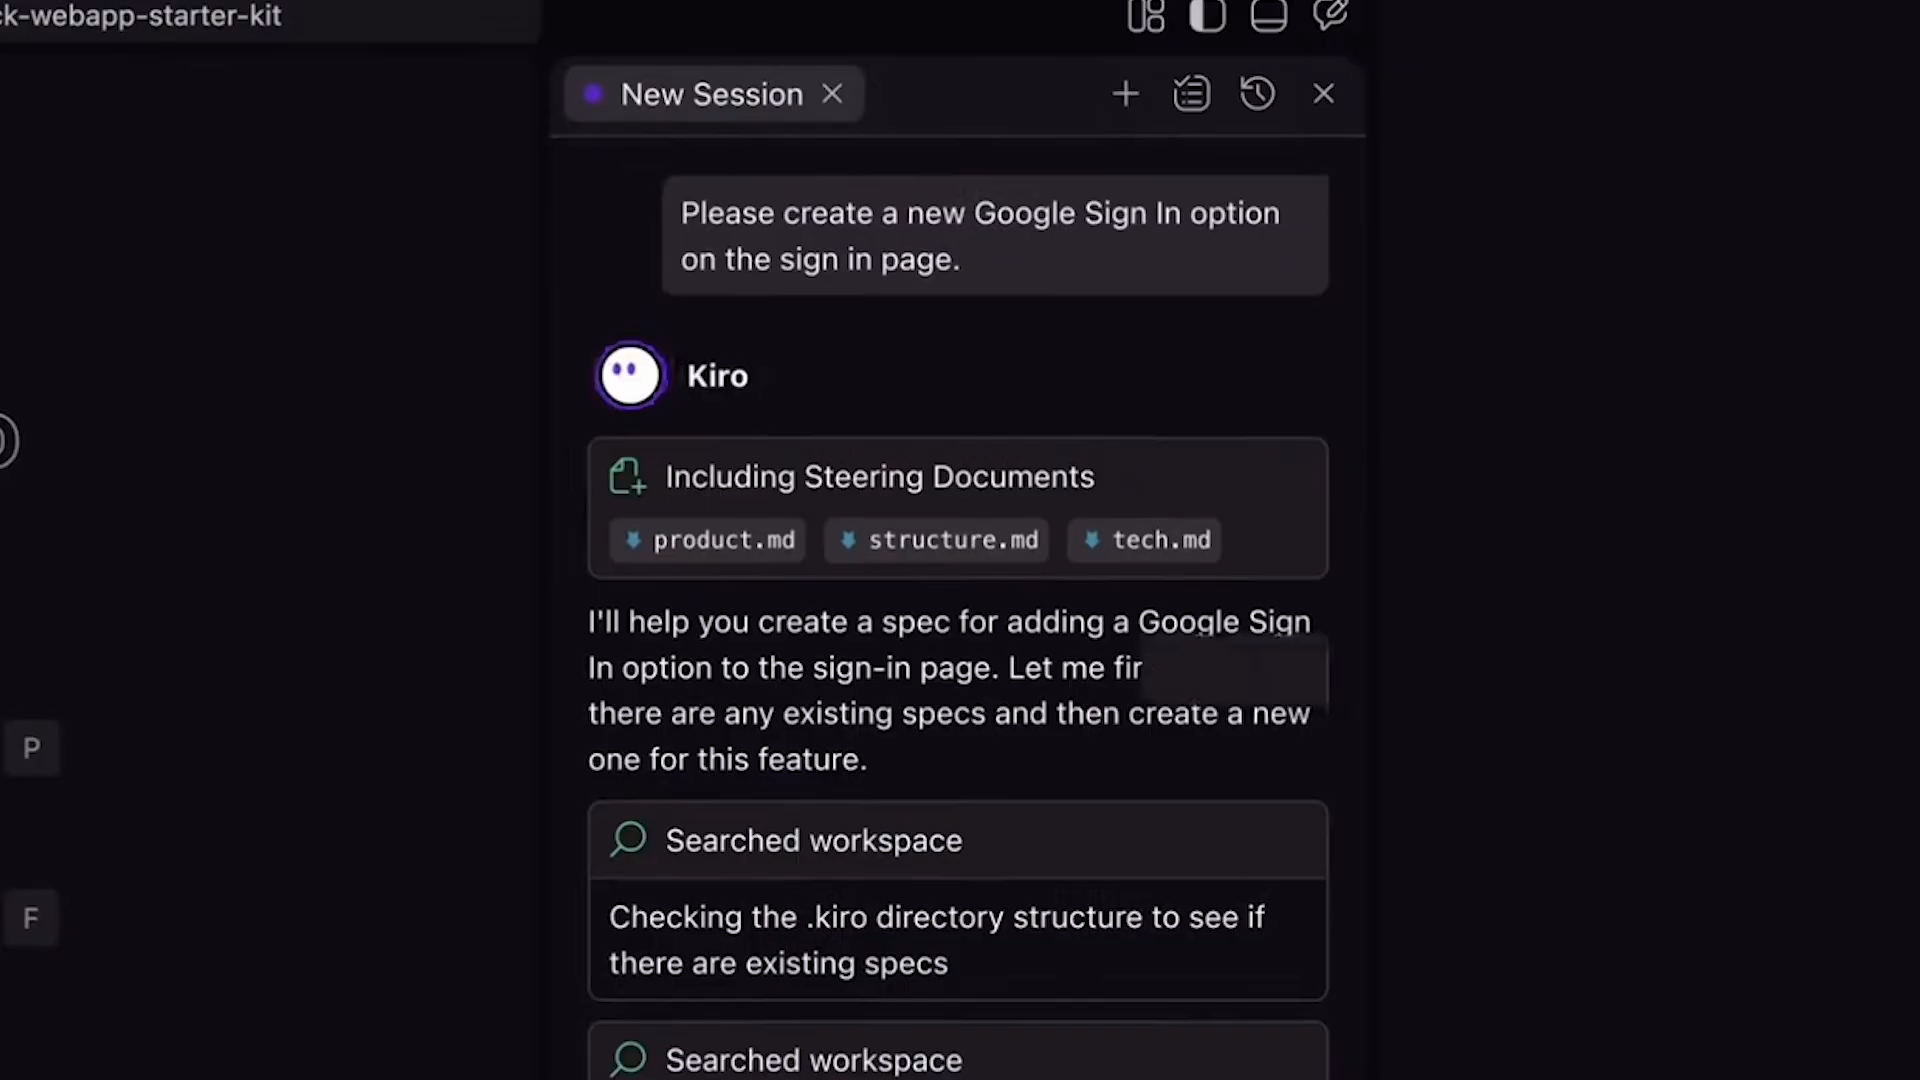 ck-webapp-starter-kit
New Session
Please create a new Google Sign In option
on the sign in page.
Kiro
Including Steering Documents
product.md structure.md tech.md
I'll help you create a spec for adding a Google Sign
In option to the sign-in page. Let me fir
there are any existing specs and then create a new
one for this feature.
P
Searched workspace
F
Checking the .kiro directory structure to see if
there are existing specs
Searched workspace